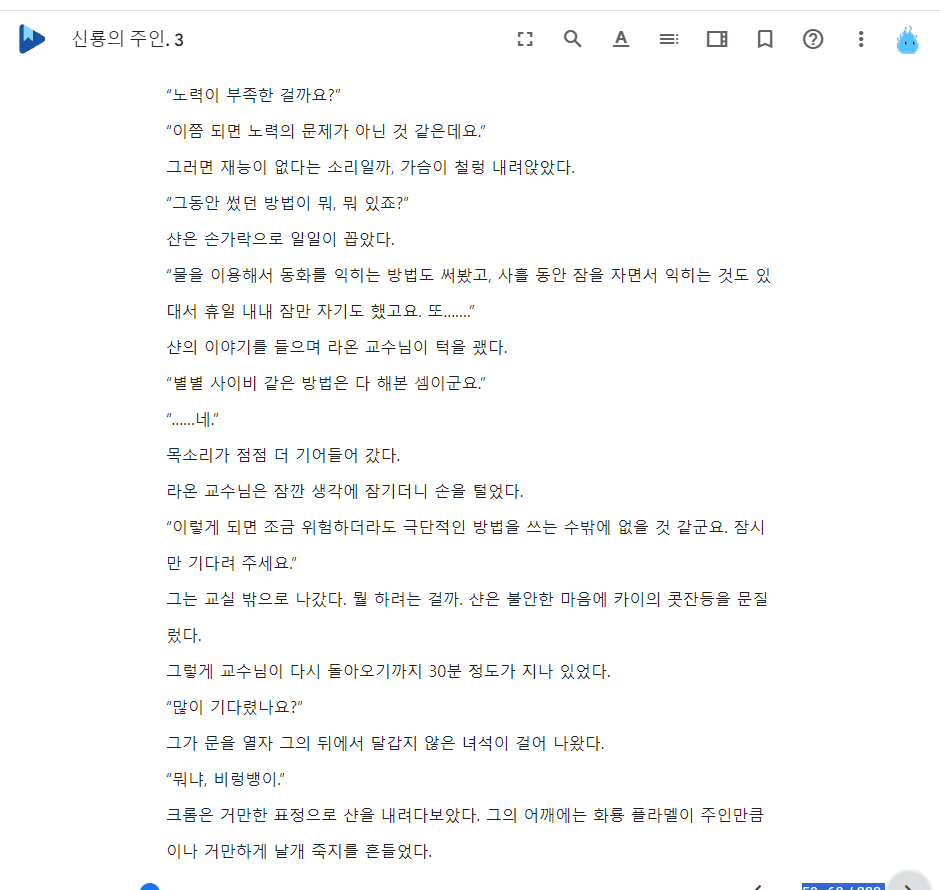 신룡의 주인. 3
“노력이 부족한 걸까요?”
“이쯤 되면 노력의 문제가 아닌 것 같은데요.”
그러면 재능이 없다는 소리일까, 가슴이 철렁 내려앉았다.
“그동안 썼던 방법이 뭐, 뭐 있죠?”
샨은 손가락으로 일일이 꼽았다.
“물을 이용해서 동화를 익히는 방법도 써봤고, 사흘 동안 잠을 자면서 익히는 것도 있
대서 휴일 내내 잠만 자기도 했고요. 또…….”
샨의 이야기를 들으며 라온 교수님이 턱을 괬다.
“별별 사이비 같은 방법은 다 해본 셈이군요.”
“……네.”
목소리가 점점 더 기어들어 갔다.
라온 교수님은 잠깐 생각에 잠기더니 손을 털었다.
“이렇게 되면 조금 위험하더라도 극단적인 방법을 쓰는 수밖에 없을 것 같군요. 잠시
만 기다려 주세요.”
그는 교실 밖으로 나갔다. 뭘 하려는 걸까. 샨은 불안한 마음에 카이의 콧잔등을 문질
렀다.
그렇게 교수님이 다시 돌아오기까지 30분 정도가 지나 있었다.
“많이 기다렸나요?”
그가 문을 열자 그의 뒤에서 달갑지 않은 녀석이 걸어 나왔다.
“뭐냐, 비렁뱅이.”
크롬은 거만한 표정으로 샨을 내려다보았다. 그의 어깨에는 화룡 플라멜이 주인만큼
이나 거만하게 날개 죽지를 흔들었다.